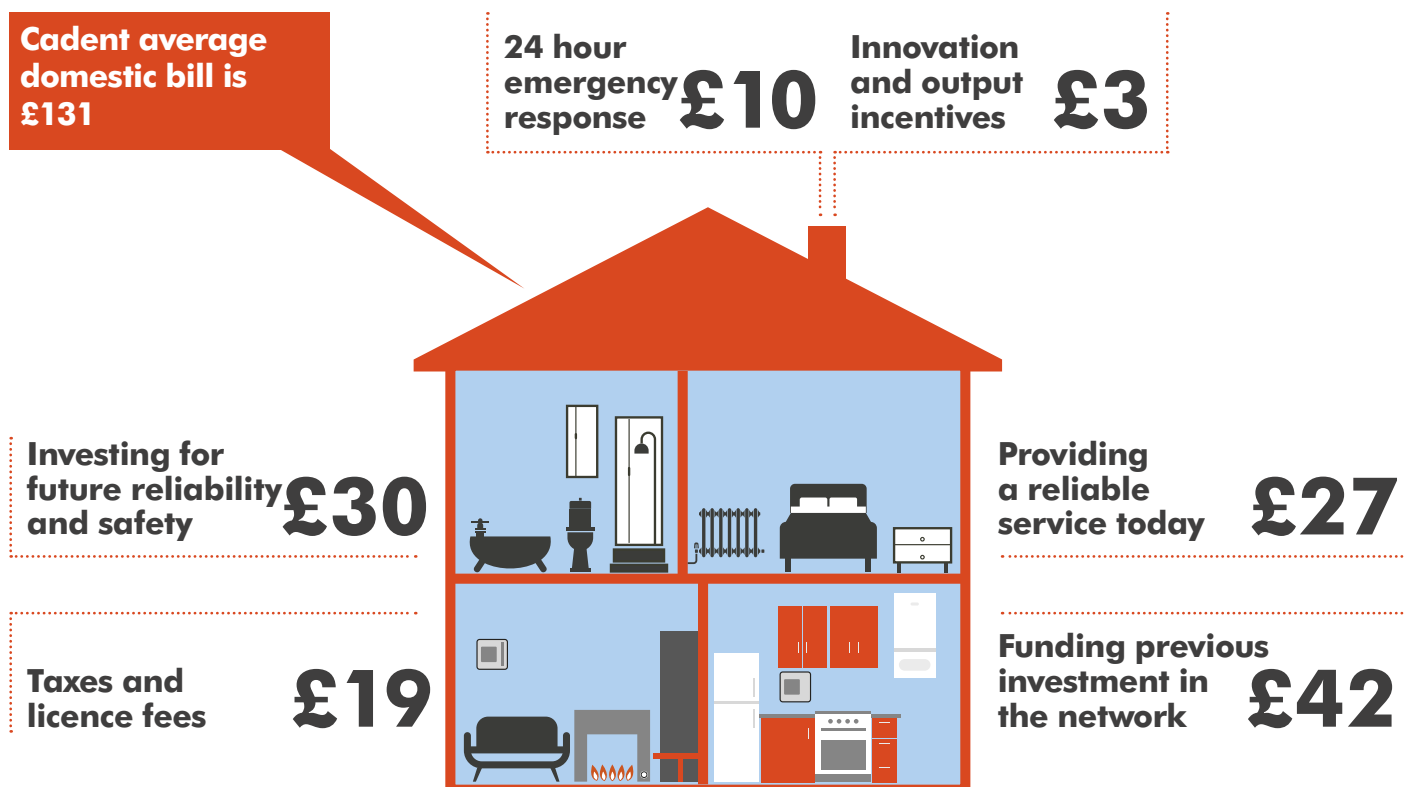 Cadent average
domestic bill is
£131
24 hour
emergency
response
£10
Innovation
and output
incentives
£3
Investing for
future reliability
and safety
£30
Providing
a reliable
service today
£27
Taxes and
licence fees
£19
Funding previous
investment in
the network
£42